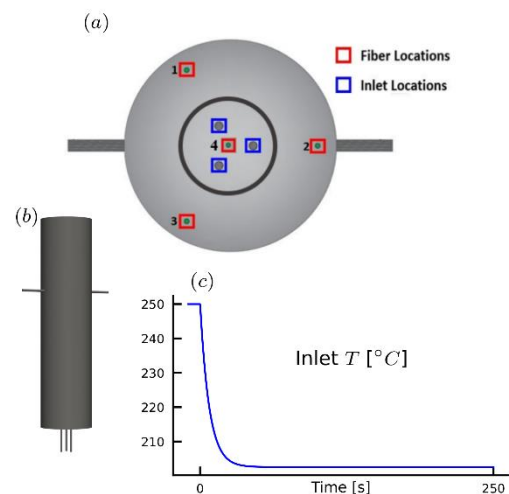 (a)
Fiber Locations
Inlet Locations
1
4
2
3
(b)
(c)
Inlet T [°C]
250
240
230
220
210
0
Time [s]
250